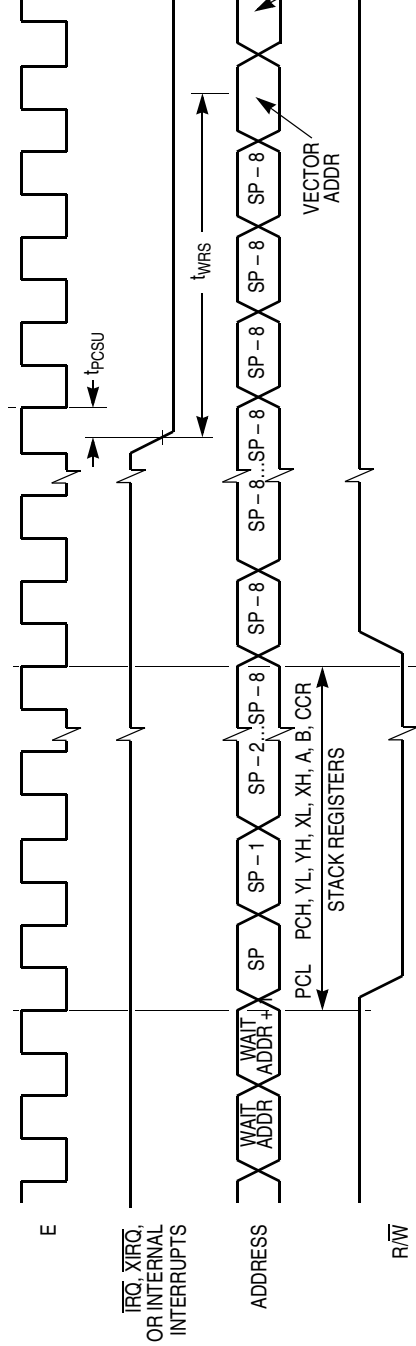 E
IRQ, XIRQ,
OR INTERNAL
INTERRUPTS
tPCSU
tWRS
ADDRESS
WAIT
ADDR
WAIT
ADDR + 1
SP
SP – 1
SP – 2...SP – 8
SP – 8
SP – 8...SP – 8
SP – 8
SP – 8
SP – 8
VECTOR
ADDR
PCL PCH, YL, YH, XL, XH, A, B, CCR
STACK REGISTERS
R/W